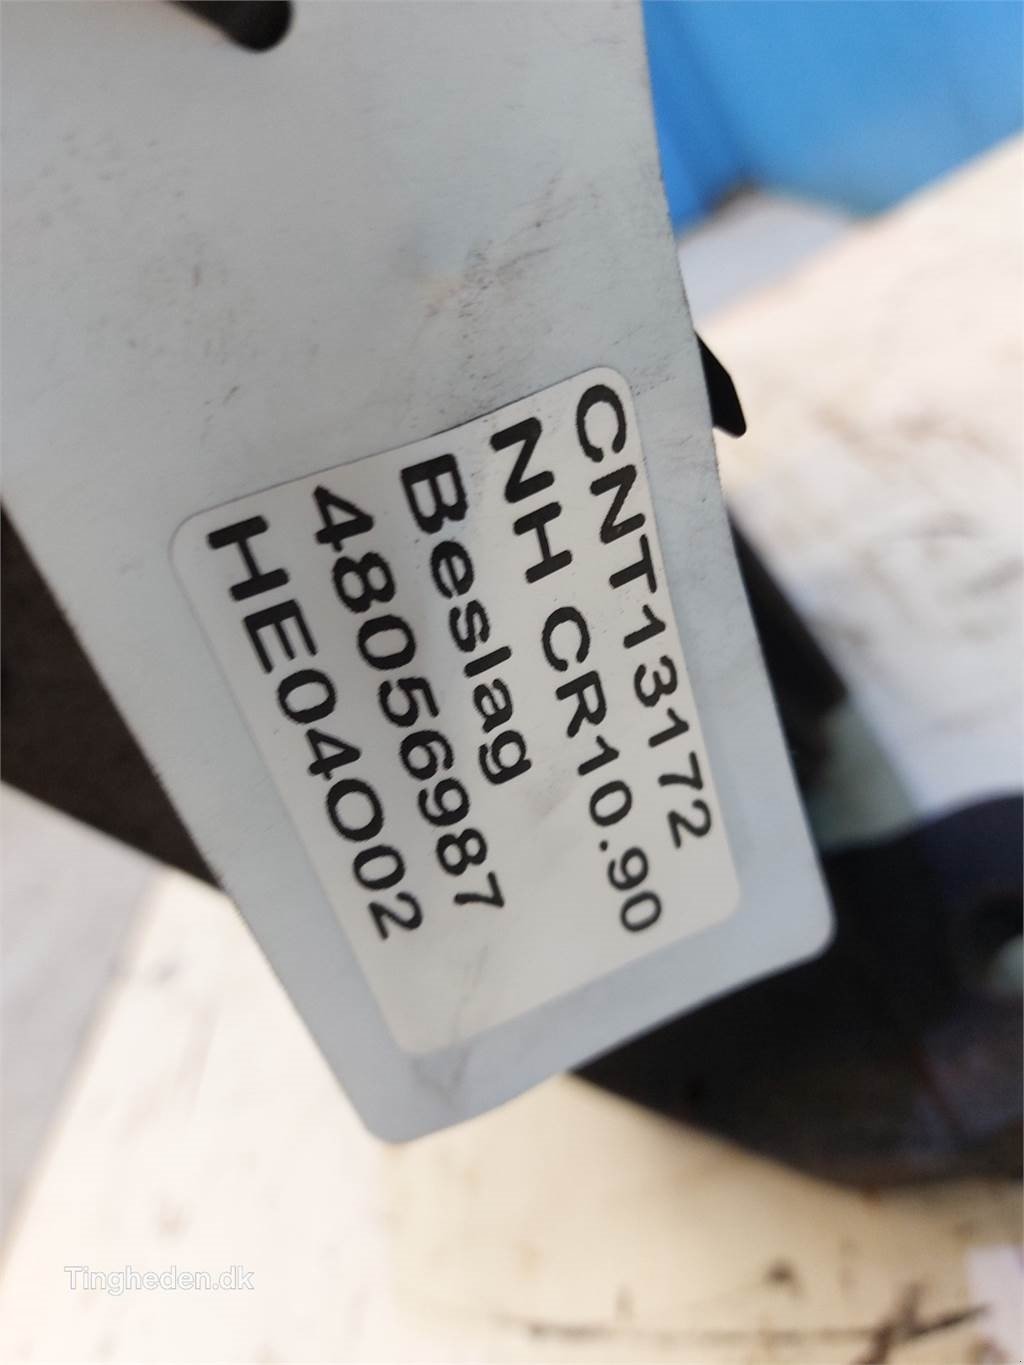 CNT13172
NH CR10.90
Beslag
48056987
HE04O02
Tingheden.dk